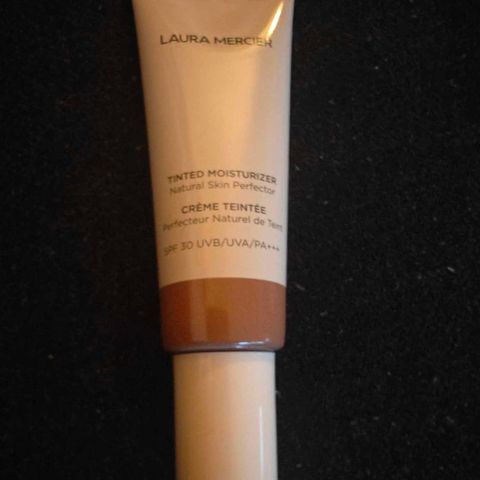 LAURA MERCIER
TINTED MOISTURIZER
Natural Skin Perfector
CRÈME TEINTÉE
Perfecteur Naturel de Teint
SPF 30 UVB/UVA/PA+++